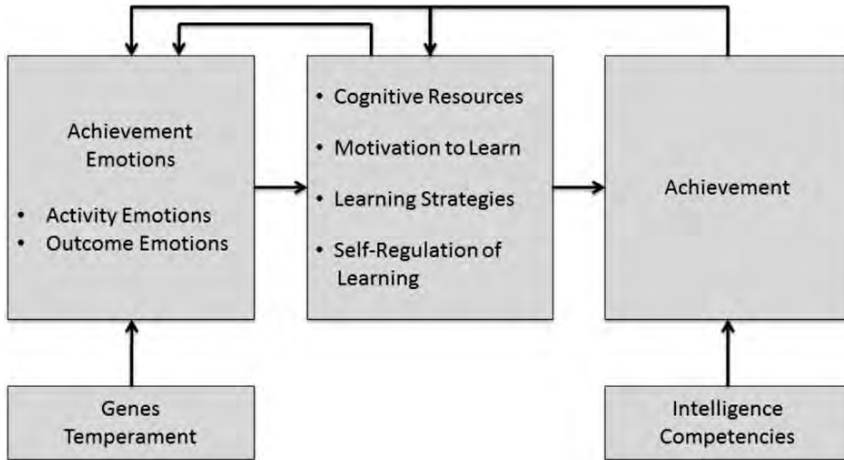 Achievement
Emotions
• Activity Emotions
• Outcome Emotions
• Cognitive Resources
• Motivation to Learn
• Learning Strategies
• Self-Regulation of
Learning
Achievement
Genes
Temperament
Intelligence
Competencies